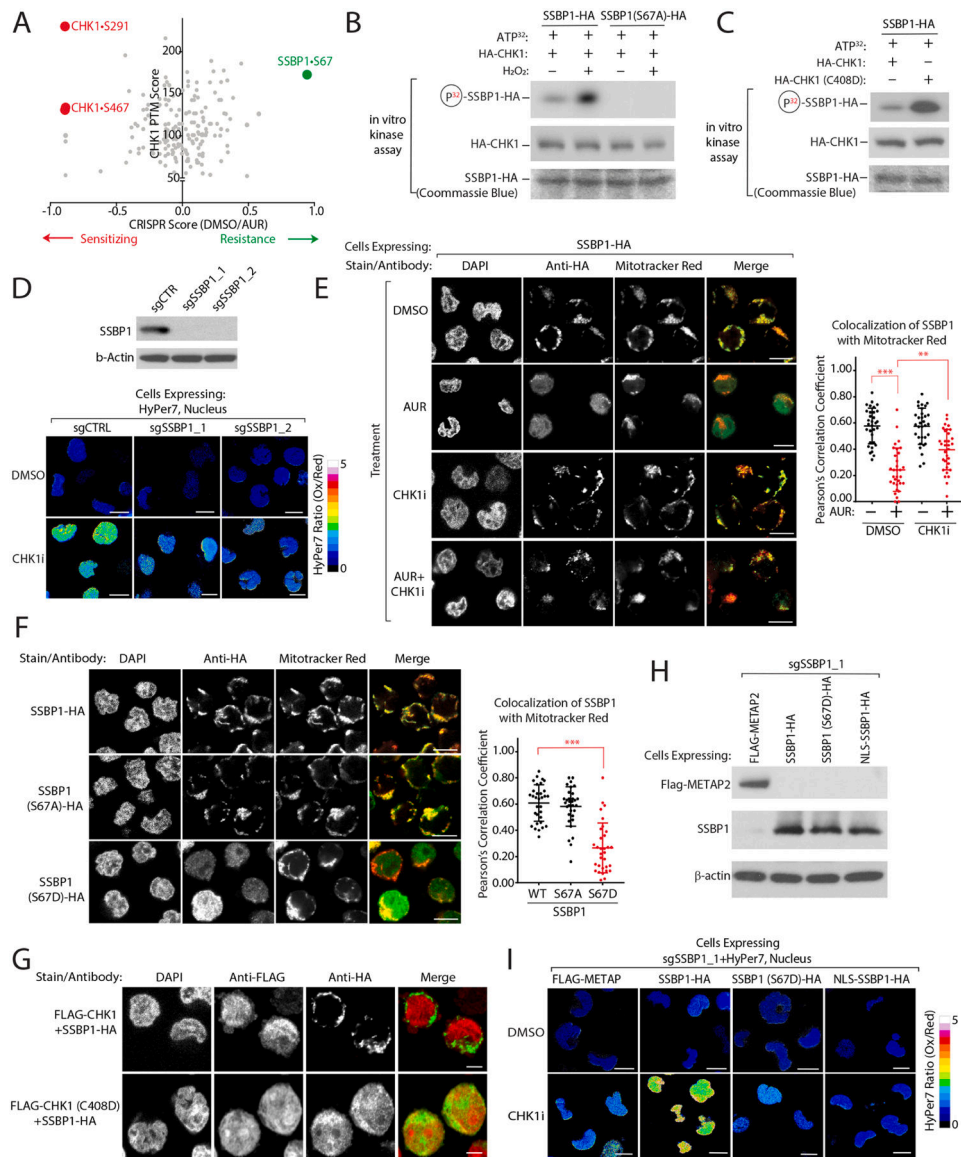 A
CHK1•S291
CHK1•S467
SSBP1•S67
CHK1 PTM Score
200
150
100
50
-1.0
-0.5
0.0
0.5
1.0
CRISPR Score (DMSO/AUR)
Sensitizing
Resistance
B
SSBP1-HA
SSBP1(S67A)-HA
ATP³²:
+ + + +
HA-CHK1:
+ + + +
H₂O₂:
– + – +
P³²-SSBP1-HA
HA-CHK1
SSBP1-HA
(Coommassie Blue)
in vitro
kinase
assay
C
SSBP1-HA
ATP³²:
+ +
HA-CHK1:
+ –
HA-CHK1 (C408D):
– +
P³²-SSBP1-HA
HA-CHK1
SSBP1-HA
(Coommassie Blue)
in vitro
kinase
assay
D
sgCTR
sgSSBP1_1
sgSSBP1_2
SSBP1
b-Actin
Cells Expressing:
HyPer7, Nucleus
sgCTRL
sgSSBP1_1
sgSSBP1_2
DMSO
CHK1i
5
0
HyPer7 Ratio (Ox/Red)
E
Cells Expressing:
SSBP1-HA
Stain/Antibody:
DAPI
Anti-HA
Mitotracker Red
Merge
Treatment
DMSO
AUR
CHK1i
AUR+
CHK1i
Colocalization of SSBP1
with Mitotracker Red
Pearson's Correlation Coefficient
1.00
0.80
0.60
0.40
0.20
0.00
***
**
AUR:
– + – +
DMSO
CHK1i
F
Stain/Antibody:
DAPI
Anti-HA
Mitotracker Red
Merge
SSBP1-HA
SSBP1
(S67A)-HA
SSBP1
(S67D)-HA
Colocalization of SSBP1
with Mitotracker Red
Pearson's Correlation Coefficient
1.00
0.80
0.60
0.40
0.20
0.00
***
WT
S67A
S67D
SSBP1
G
Stain/Antibody:
DAPI
Anti-FLAG
Anti-HA
Merge
FLAG-CHK1
+SSBP1-HA
FLAG-CHK1 (C408D)
+SSBP1-HA
H
sgSSBP1_1
Cells Expressing:
FLAG-METAP2
SSBP1-HA
SSBP1 (S67D)-HA
NLS-SSBP1-HA
Flag-METAP2
SSBP1
β-actin
I
Cells Expressing
sgSSBP1_1+HyPer7, Nucleus
FLAG-METAP
SSBP1-HA
SSBP1 (S67D)-HA
NLS-SSBP1-HA
DMSO
CHK1i
5
0
HyPer7 Ratio (Ox/Red)